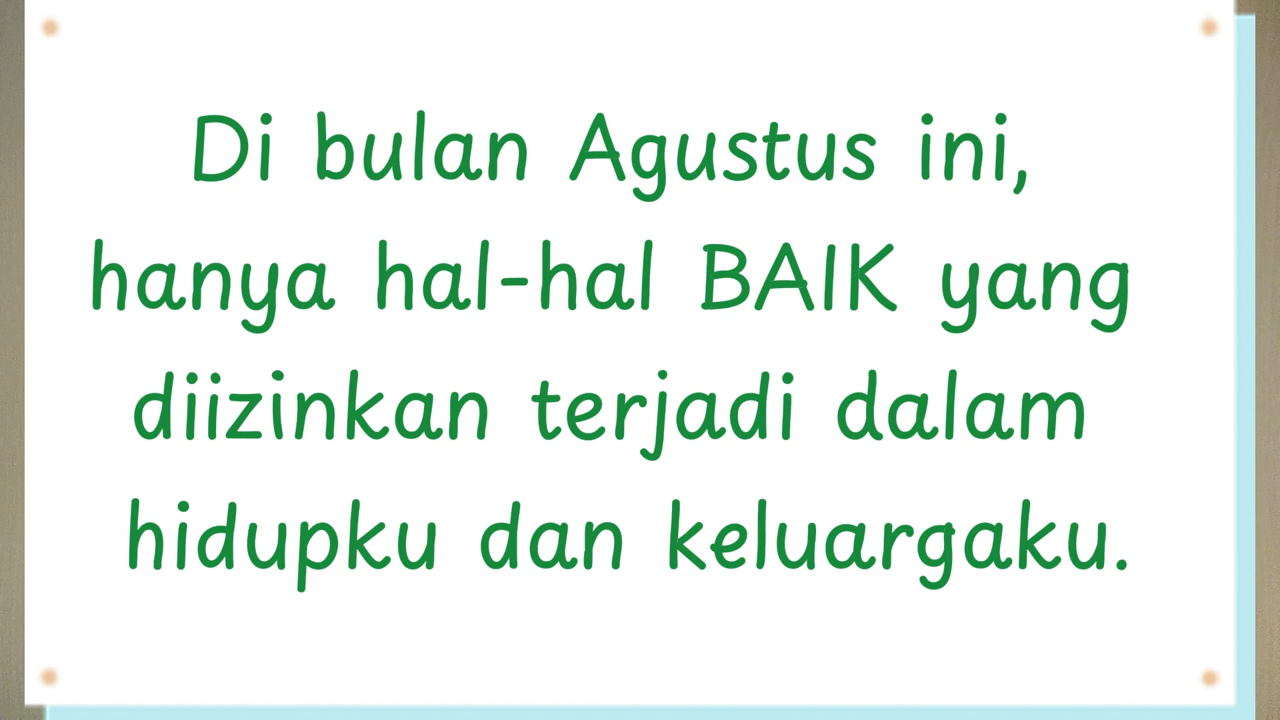 Di bulan Agustus ini,
hanya hal-hal BAIK yang
diizinkan terjadi dalam
hidupku dan keluargaku.